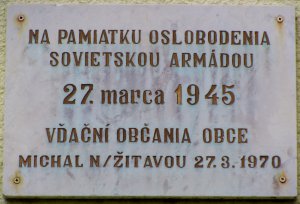 NA PAMIATKU OSLOBODENIA
SOVIETSKOU ARMÁDOU
27. marca 1945
VĎAČNÍ OBČANIA OBCE
MICHAL N/ŽITAVOU 27.3.1970